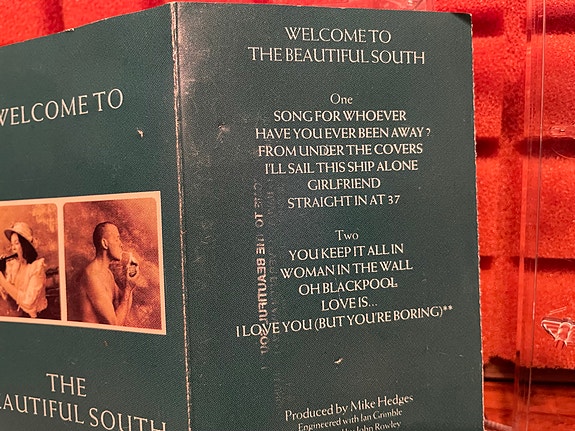 WELCOME TO
THE
BEAUTIFUL SOUTH
WELCOME TO
THE BEAUTIFUL SOUTH
One
SONG FOR WHOEVER
HAVE YOU EVER BEEN AWAY?
FROM UNDER THE COVERS
I'LL SAIL THIS SHIP ALONE
GIRLFRIEND
STRAIGHT IN AT 37
Two
YOU KEEP IT ALL IN
WOMAN IN THE WALL
OH BLACKPOOL
LOVE IS...
I LOVE YOU (BUT YOU'RE BORING)**
Produced by Mike Hedges
Engineered with Ian Grimble
John Rowley